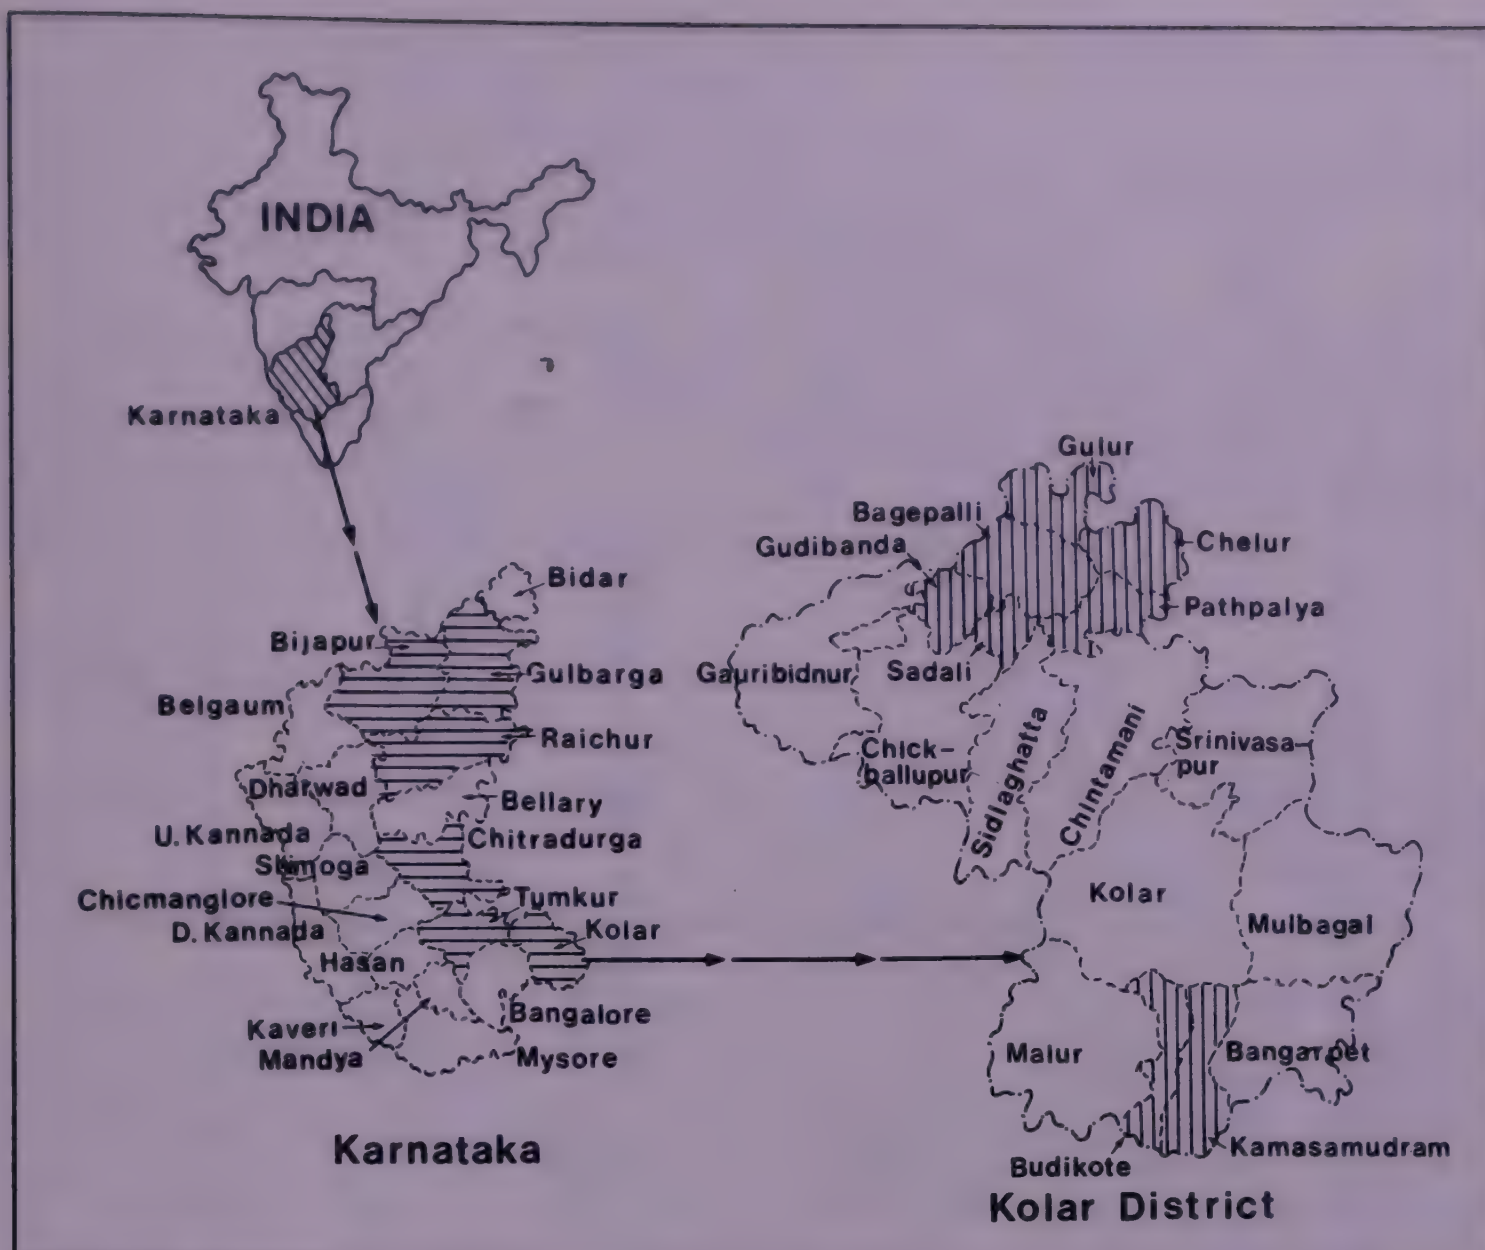 INDIA
Karnataka
Bidar
Bijapur
Gulbarga
Belgaum
Raichur
Dharwad
Bellary
U. Kannada
Chitradurga
Shimoga
Chicmanglore
Tumkur
D. Kannada
Kolar
Hasan
Kaveri
Bangalore
Mandya
Mysore
Karnataka
Gulur
Bagepalli
Gudibanda
Chelur
Pathpalya
Gauribidnur
Sadali
Chick-
ballupur
Sidlaghatta
Chintamani
Srinivasa-
pur
Kolar
Mulbagal
Malur
Bangarpet
Kamasamudram
Budikote
Kolar District